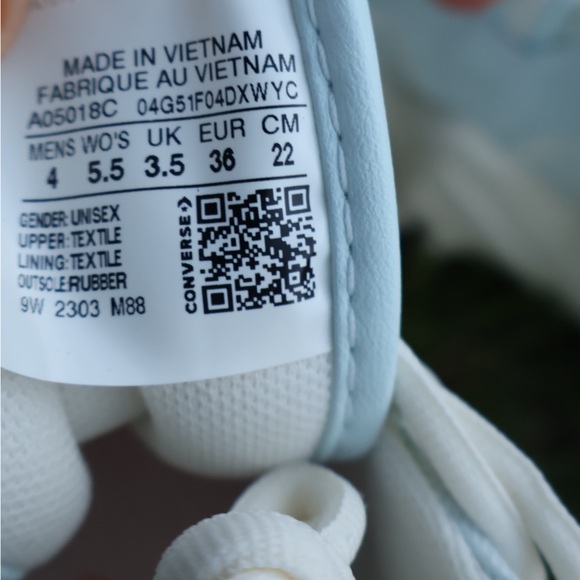 MADE IN VIETNAM
FABRIQUE AU VIETNAM
A05018C 04G51F04DXWYC
MENS WO'S UK EUR CM
4 5.5 3.5 36 22
GENDER: UNISEX
UPPER: TEXTILE
LINING: TEXTILE
OUTSOLE: RUBBER
9W 2303 M88
CONVERSE